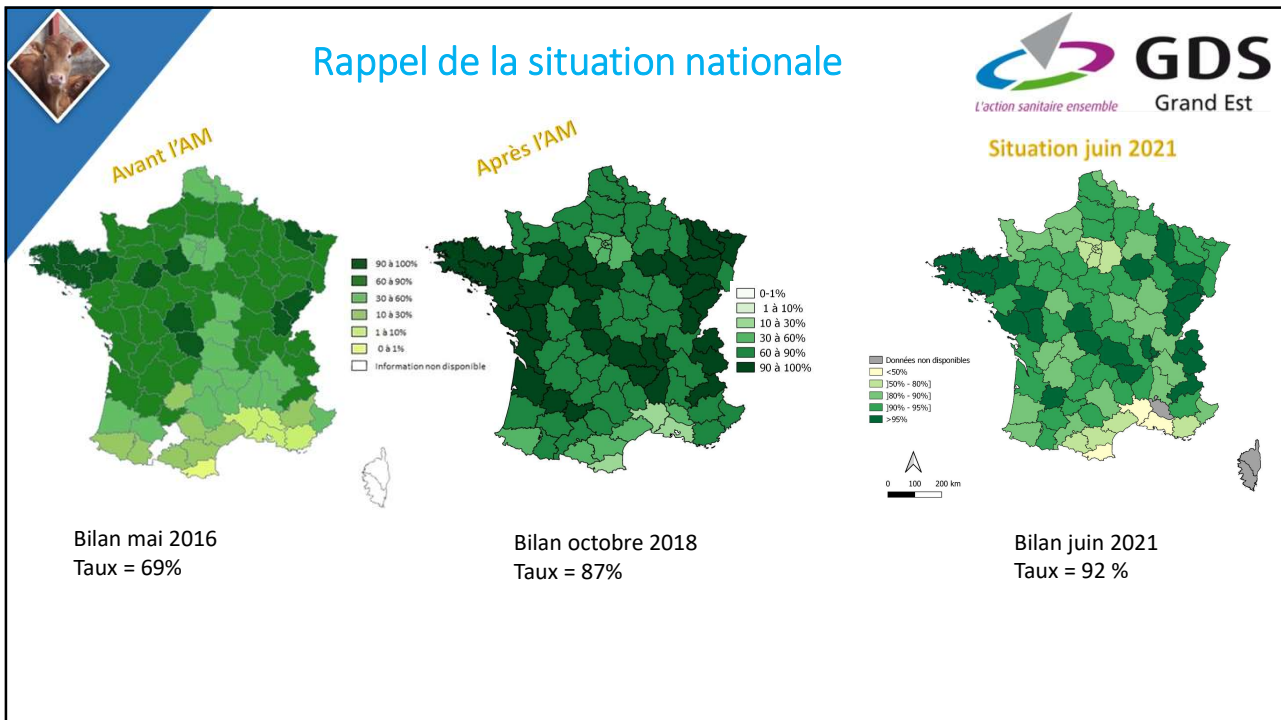 Rappel de la situation nationale
L'action sanitaire ensemble
GDS
Grand Est
Avant l'AM
90 à 100%
60 à 90%
30 à 60%
10 à 30%
1 à 10%
0 à 1%
Information non disponible
Bilan mai 2016
Taux = 69%
Après l'AM
0-1%
1 à 10%
10 à 30%
30 à 60%
60 à 90%
90 à 100%
Bilan octobre 2018
Taux = 87%
Situation juin 2021
Données non disponibles
<50%
]50% - 80%]
]80% - 90%]
]90% - 95%]
>95%
0 100 200 km
Bilan juin 2021
Taux = 92 %